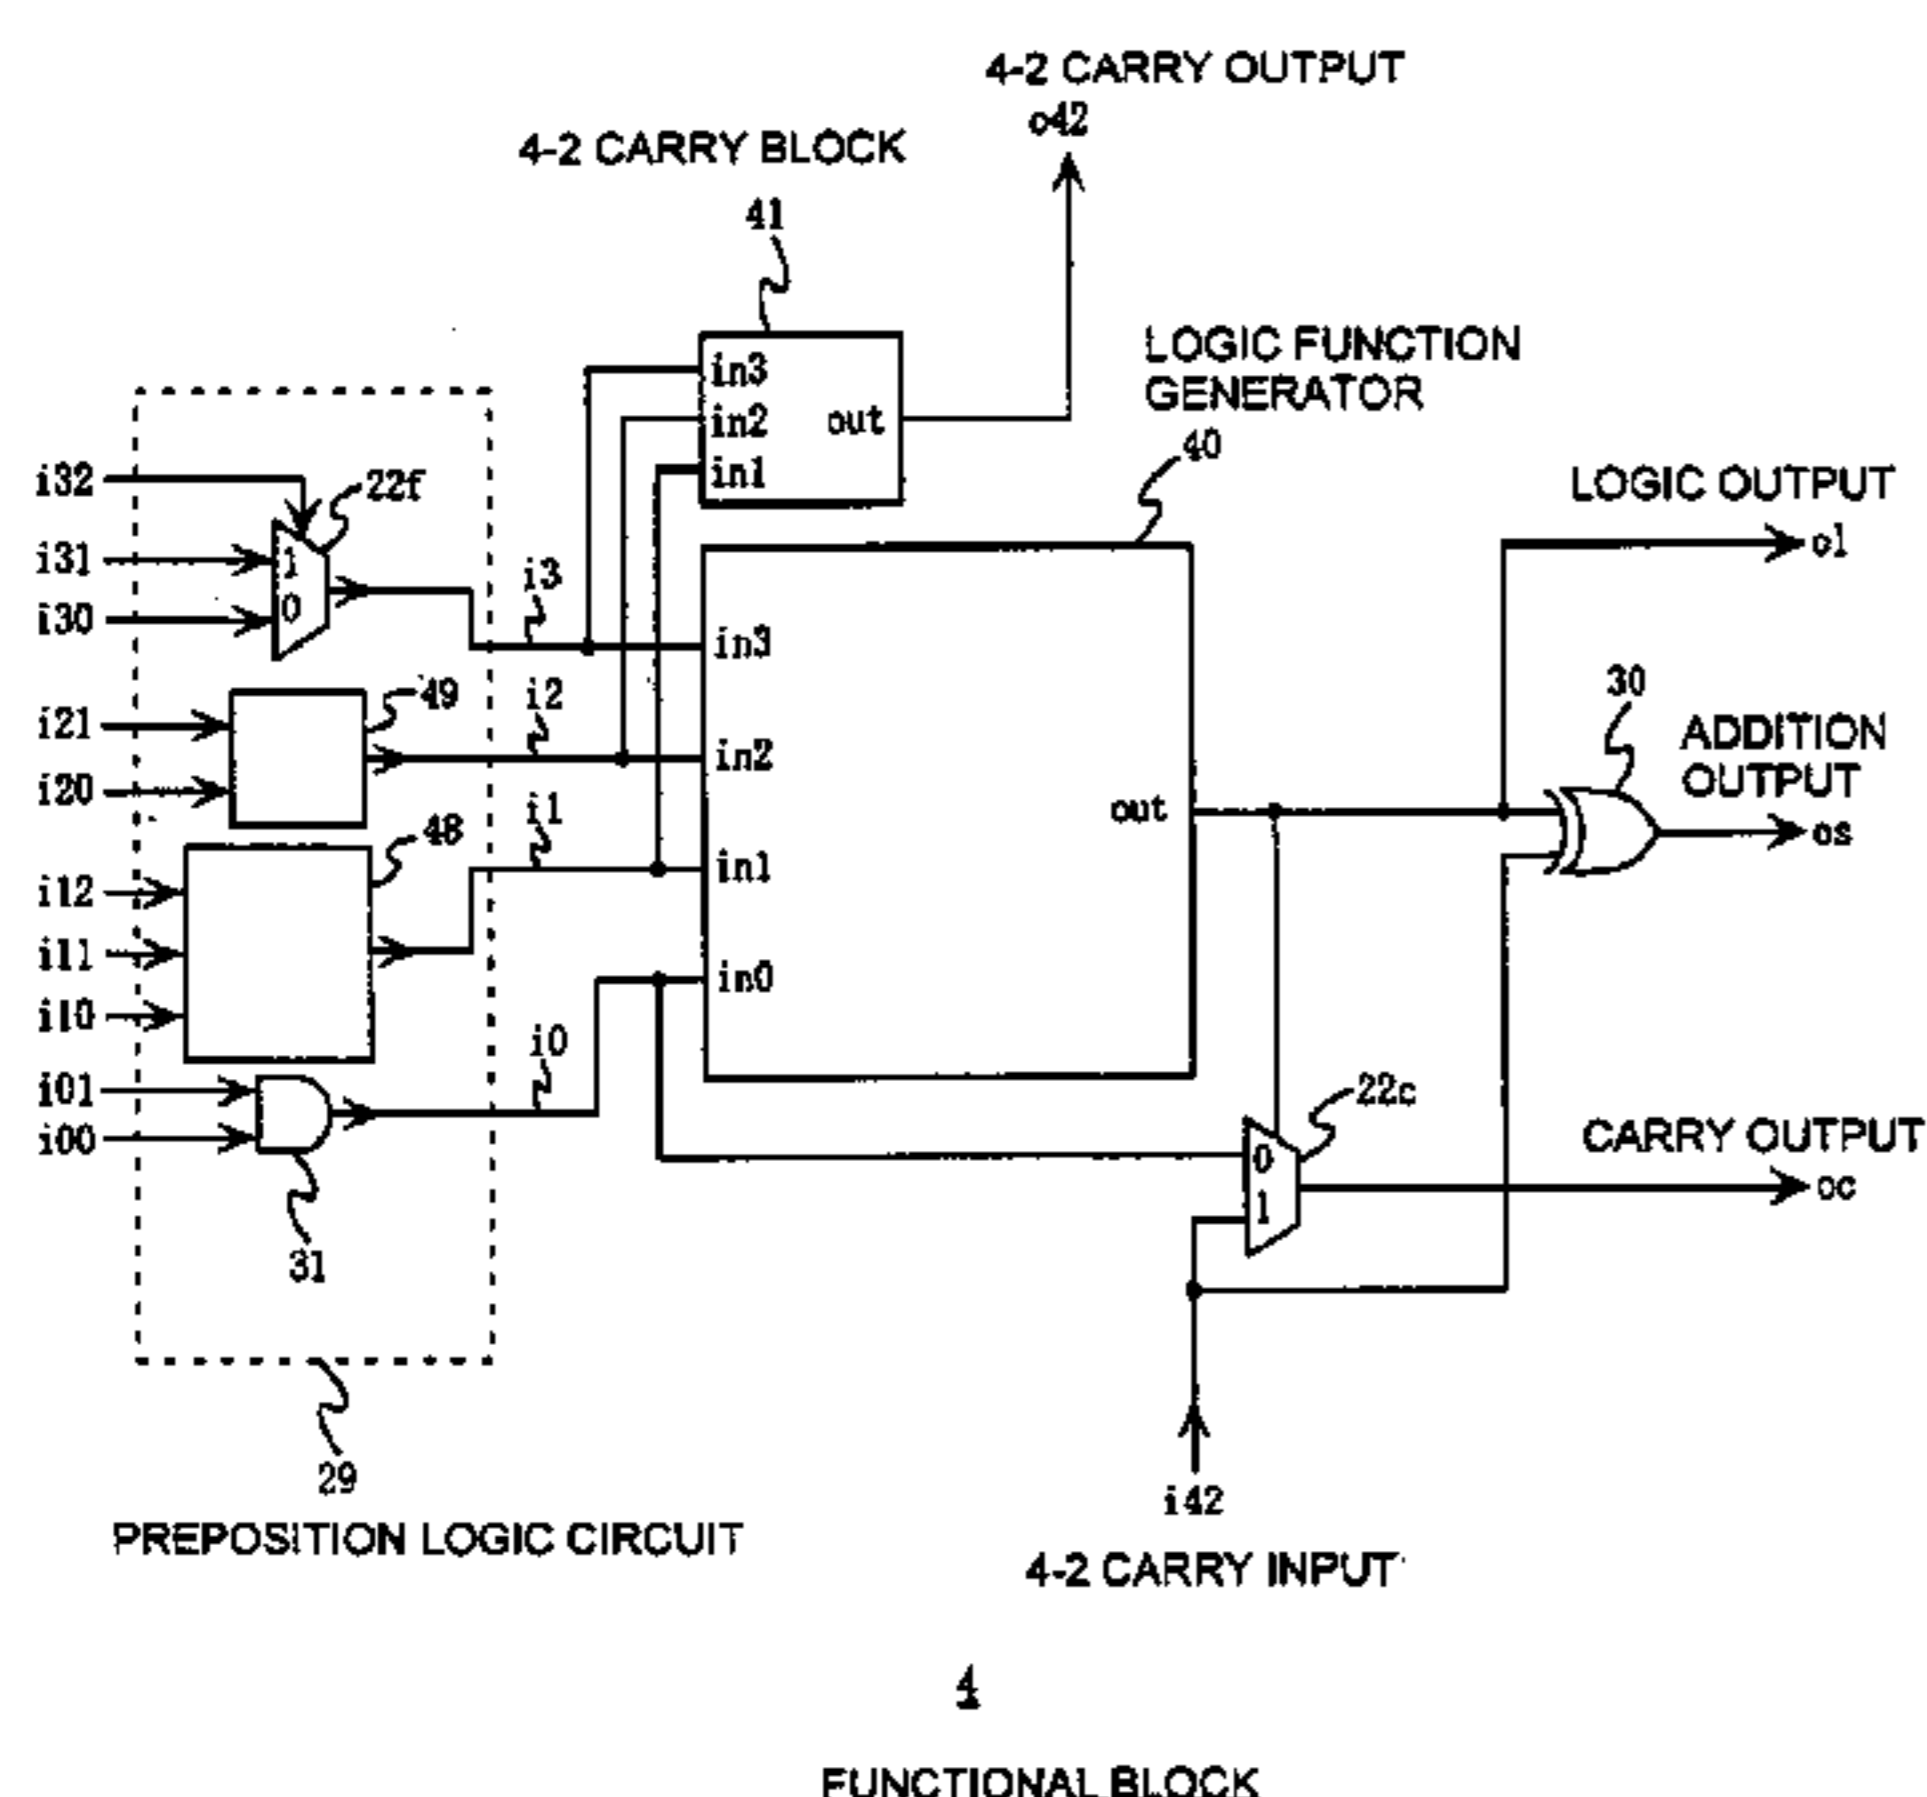 4-2 CARRY OUTPUT
o42
4-2 CARRY BLOCK
41
LOGIC FUNCTION
GENERATOR
40
in3
in2
in1
out
i32
i31
i30
22f
1
0
i3
LOGIC OUTPUT
ol
i21
i20
49
i2
i12
i11
i10
48
i1
in3
in2
in1
in0
out
30
ADDITION
OUTPUT
os
i01
i00
31
i0
22c
0
1
CARRY OUTPUT
oc
29
PREPOSITION LOGIC CIRCUIT
i42
4-2 CARRY INPUT
4
FUNCTIONAL BLOCK